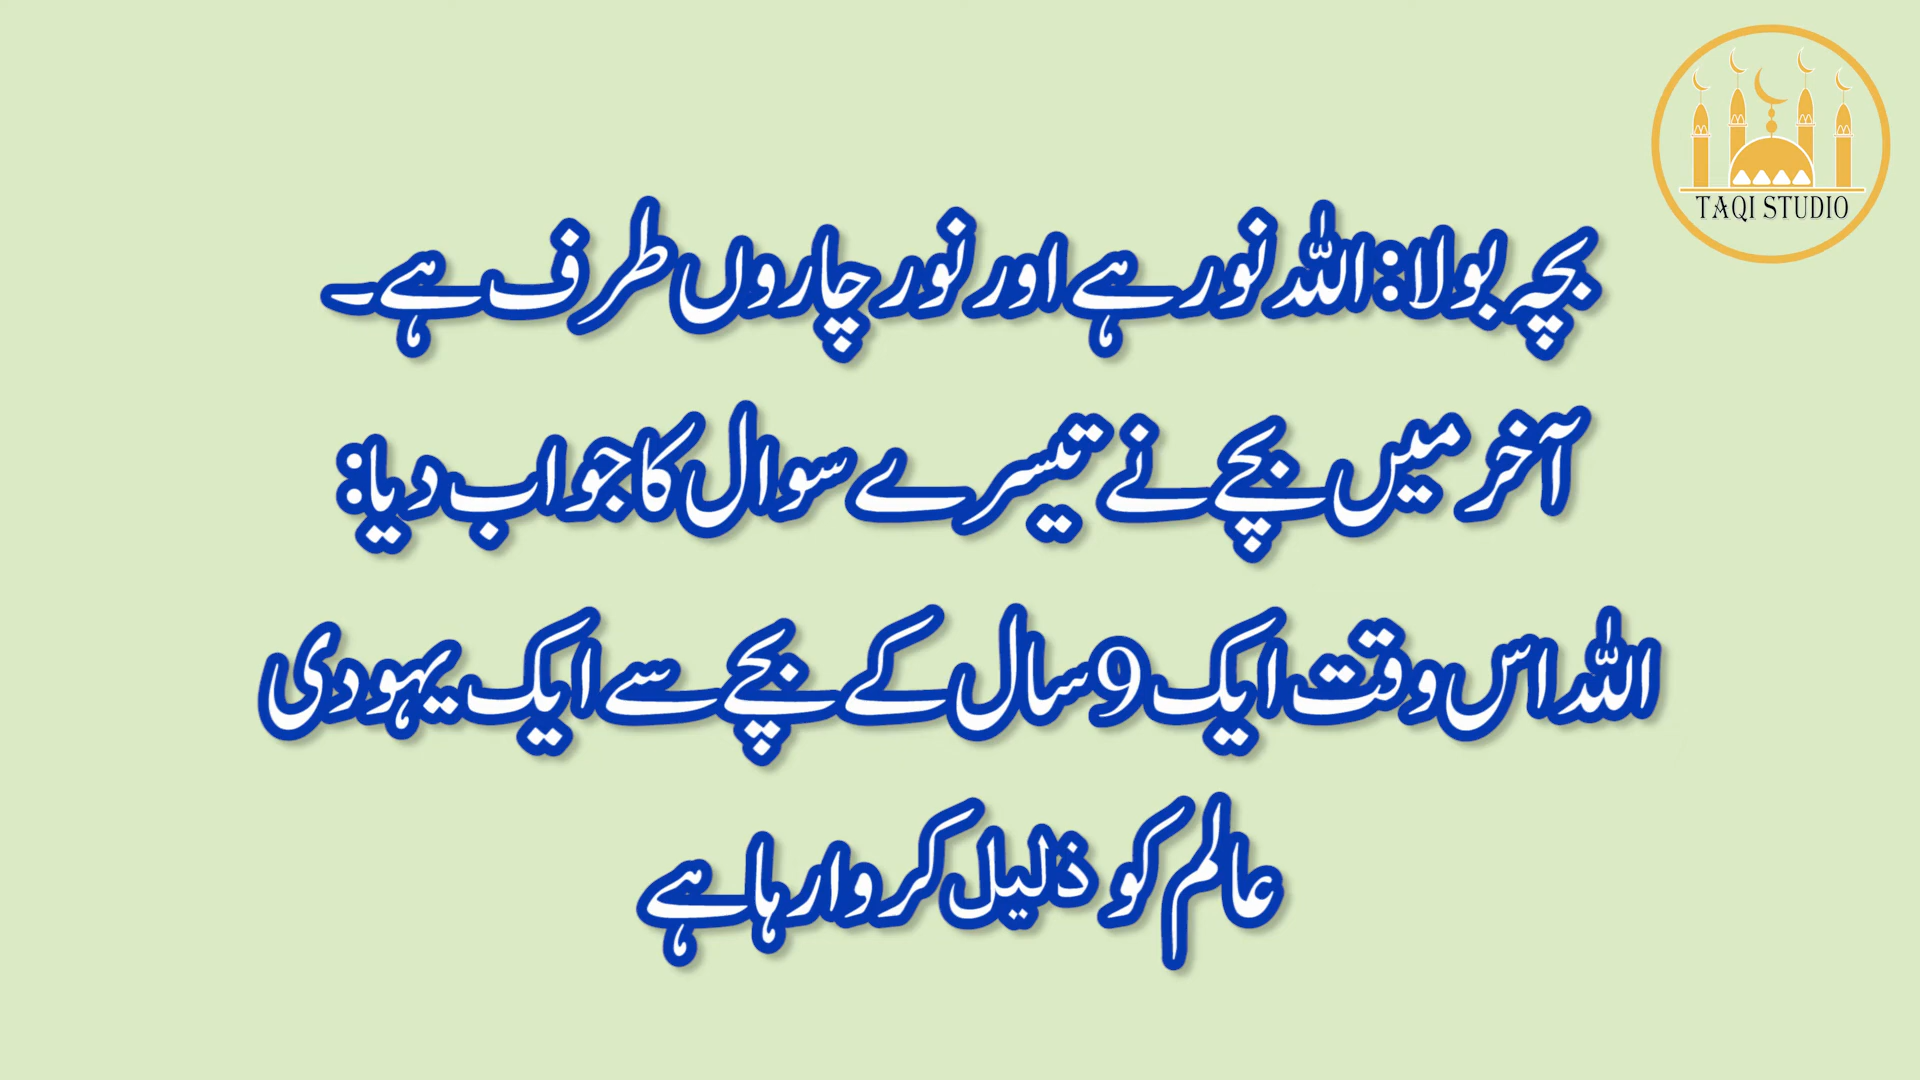 TAQI STUDIO
بچہ بولا: اللہ نور ہے اور نور چاروں طرف ہے۔
آخر میں بچے نے تیسرے سوال کا جواب دیا:
اللہ اس وقت ایک 9 سال کے بچے سے ایک یہودی
عالم کو ذلیل کروا رہا ہے